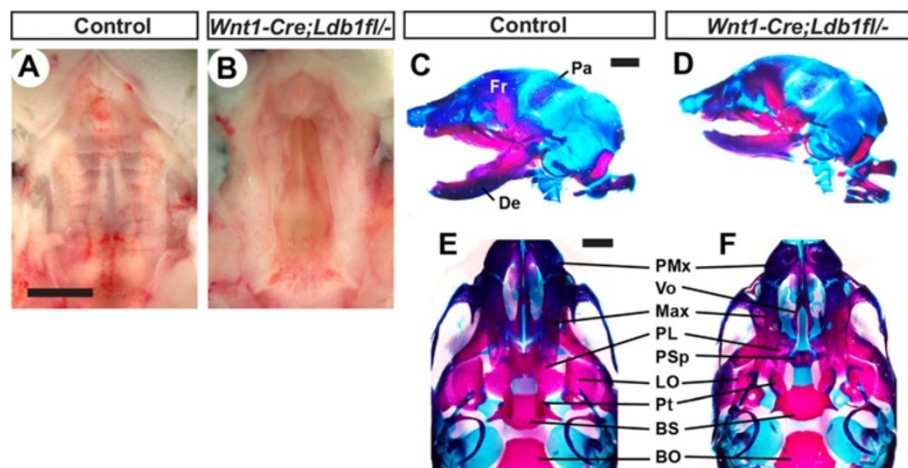 Control Wnt1-Cre;Ldb1fl/- Control Wnt1-Cre;Ldb1fl/-
A B C D
Pa
Fr
De
E F
PMx
Vo
Max
PL
PSp
LO
Pt
BS
BO